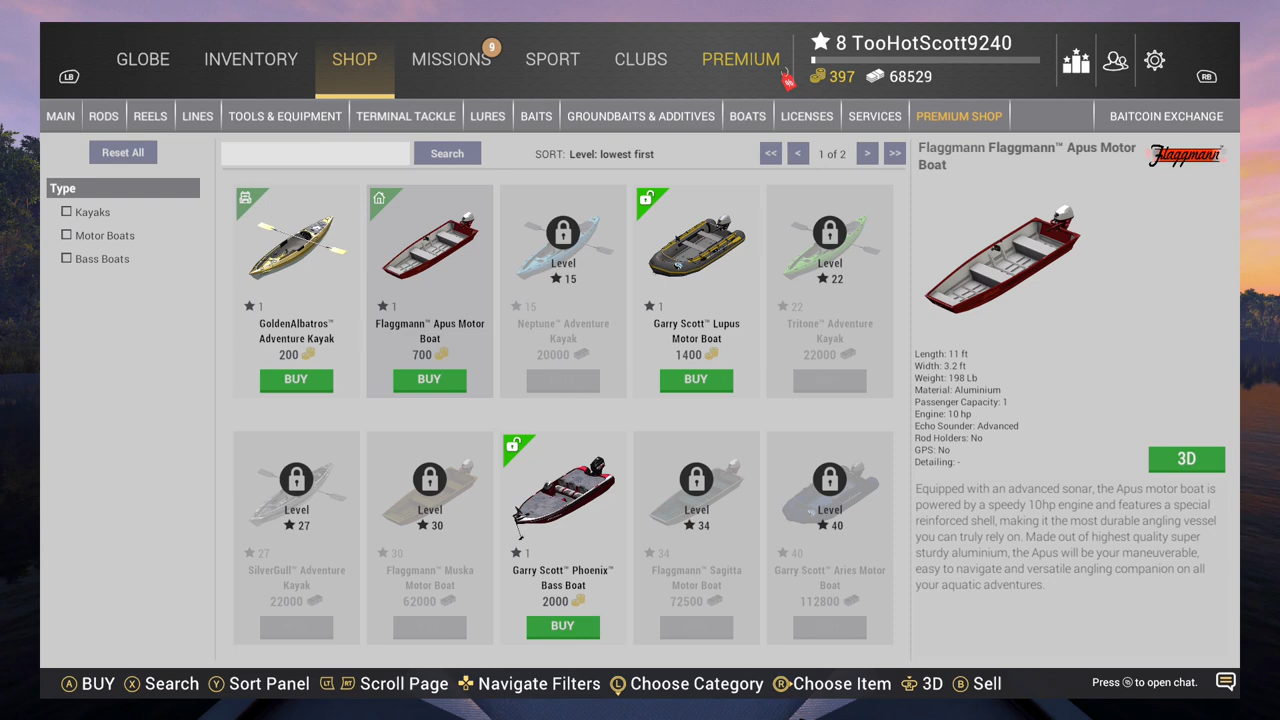 GLOBE
INVENTORY
SHOP
MISSIONS
9
SPORT
CLUBS
PREMIUM
%
8 TooHotScott9240
397
68529
LB
RB
MAIN
RODS
REELS
LINES
TOOLS & EQUIPMENT
TERMINAL TACKLE
LURES
BAITS
GROUNDBAITS & ADDITIVES
BOATS
LICENSES
SERVICES
PREMIUM SHOP
BAITCOIN EXCHANGE
Reset All
Type
Kayaks
Motor Boats
Bass Boats
Search
SORT: Level: lowest first
<<
<
1 of 2
>
>>
1
GoldenAlbatros™
Adventure Kayak
200
BUY
1
Flaggmann™ Apus Motor
Boat
700
BUY
Level
15
15
Neptune™ Adventure
Kayak
20000
1
Garry Scott™ Lupus
Motor Boat
1400
BUY
Level
22
22
Tritone™ Adventure
Kayak
22000
Level
27
27
SilverGull™ Adventure
Kayak
22000
Level
30
30
Flaggmann™ Muska
Motor Boat
62000
1
Garry Scott™ Phoenix™
Bass Boat
2000
BUY
Level
34
34
Flaggmann™ Sagitta
Motor Boat
72500
Level
40
40
Garry Scott™ Aries Motor
Boat
112800
Flaggmann Flaggmann™ Apus Motor
Boat
Flaggmann
Length: 11 ft
Width: 3.2 ft
Weight: 198 Lb
Material: Aluminium
Passenger Capacity: 1
Engine: 10 hp
Echo Sounder: Advanced
Rod Holders: No
GPS: No
Detailing: -
3D
Equipped with an advanced sonar, the Apus motor boat is
powered by a speedy 10hp engine and features a special
reinforced shell, making it the most durable angling vessel
you can truly rely on. Made out of highest quality super
sturdy aluminium, the Apus will be your maneuverable,
easy to navigate and versatile angling companion on all
your aquatic adventures.
A BUY
X Search
Y Sort Panel
LT RT Scroll Page
Navigate Filters
L Choose Category
R Choose Item
3D
B Sell
Press to open chat.